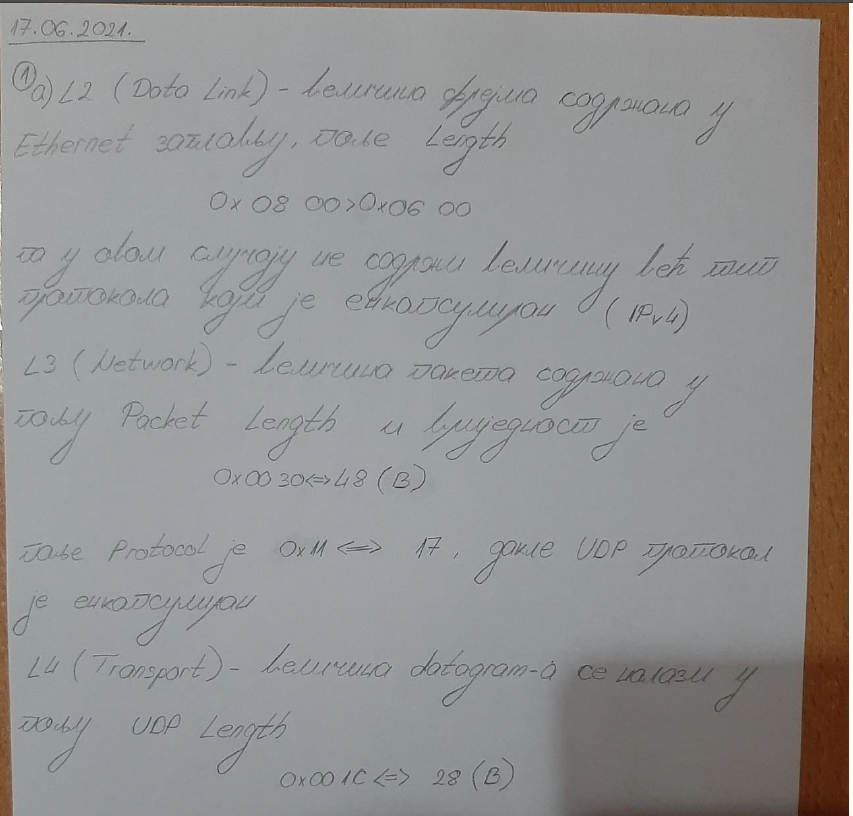 17.06.2021.
① a) L2 (Data Link) - величина фрејма содржана у
Ethernet заглављу, поље Length
0x 08 00>0x06 00
па у овом случају не содржи величину већ тип
протокола који је енкапсулиран (IPv4)
L3 (Network) - величина пакета содржана у
пољу Packet Length и вриједност је
0x00 30<=>48 (B)
поље Protocol је 0x11 <=> 17, дакле UDP протокол
је енкапсулиран
L4 (Transport) - величина datagram-a се налази у
пољу UDP Length
0x00 1C <=> 28 (B)